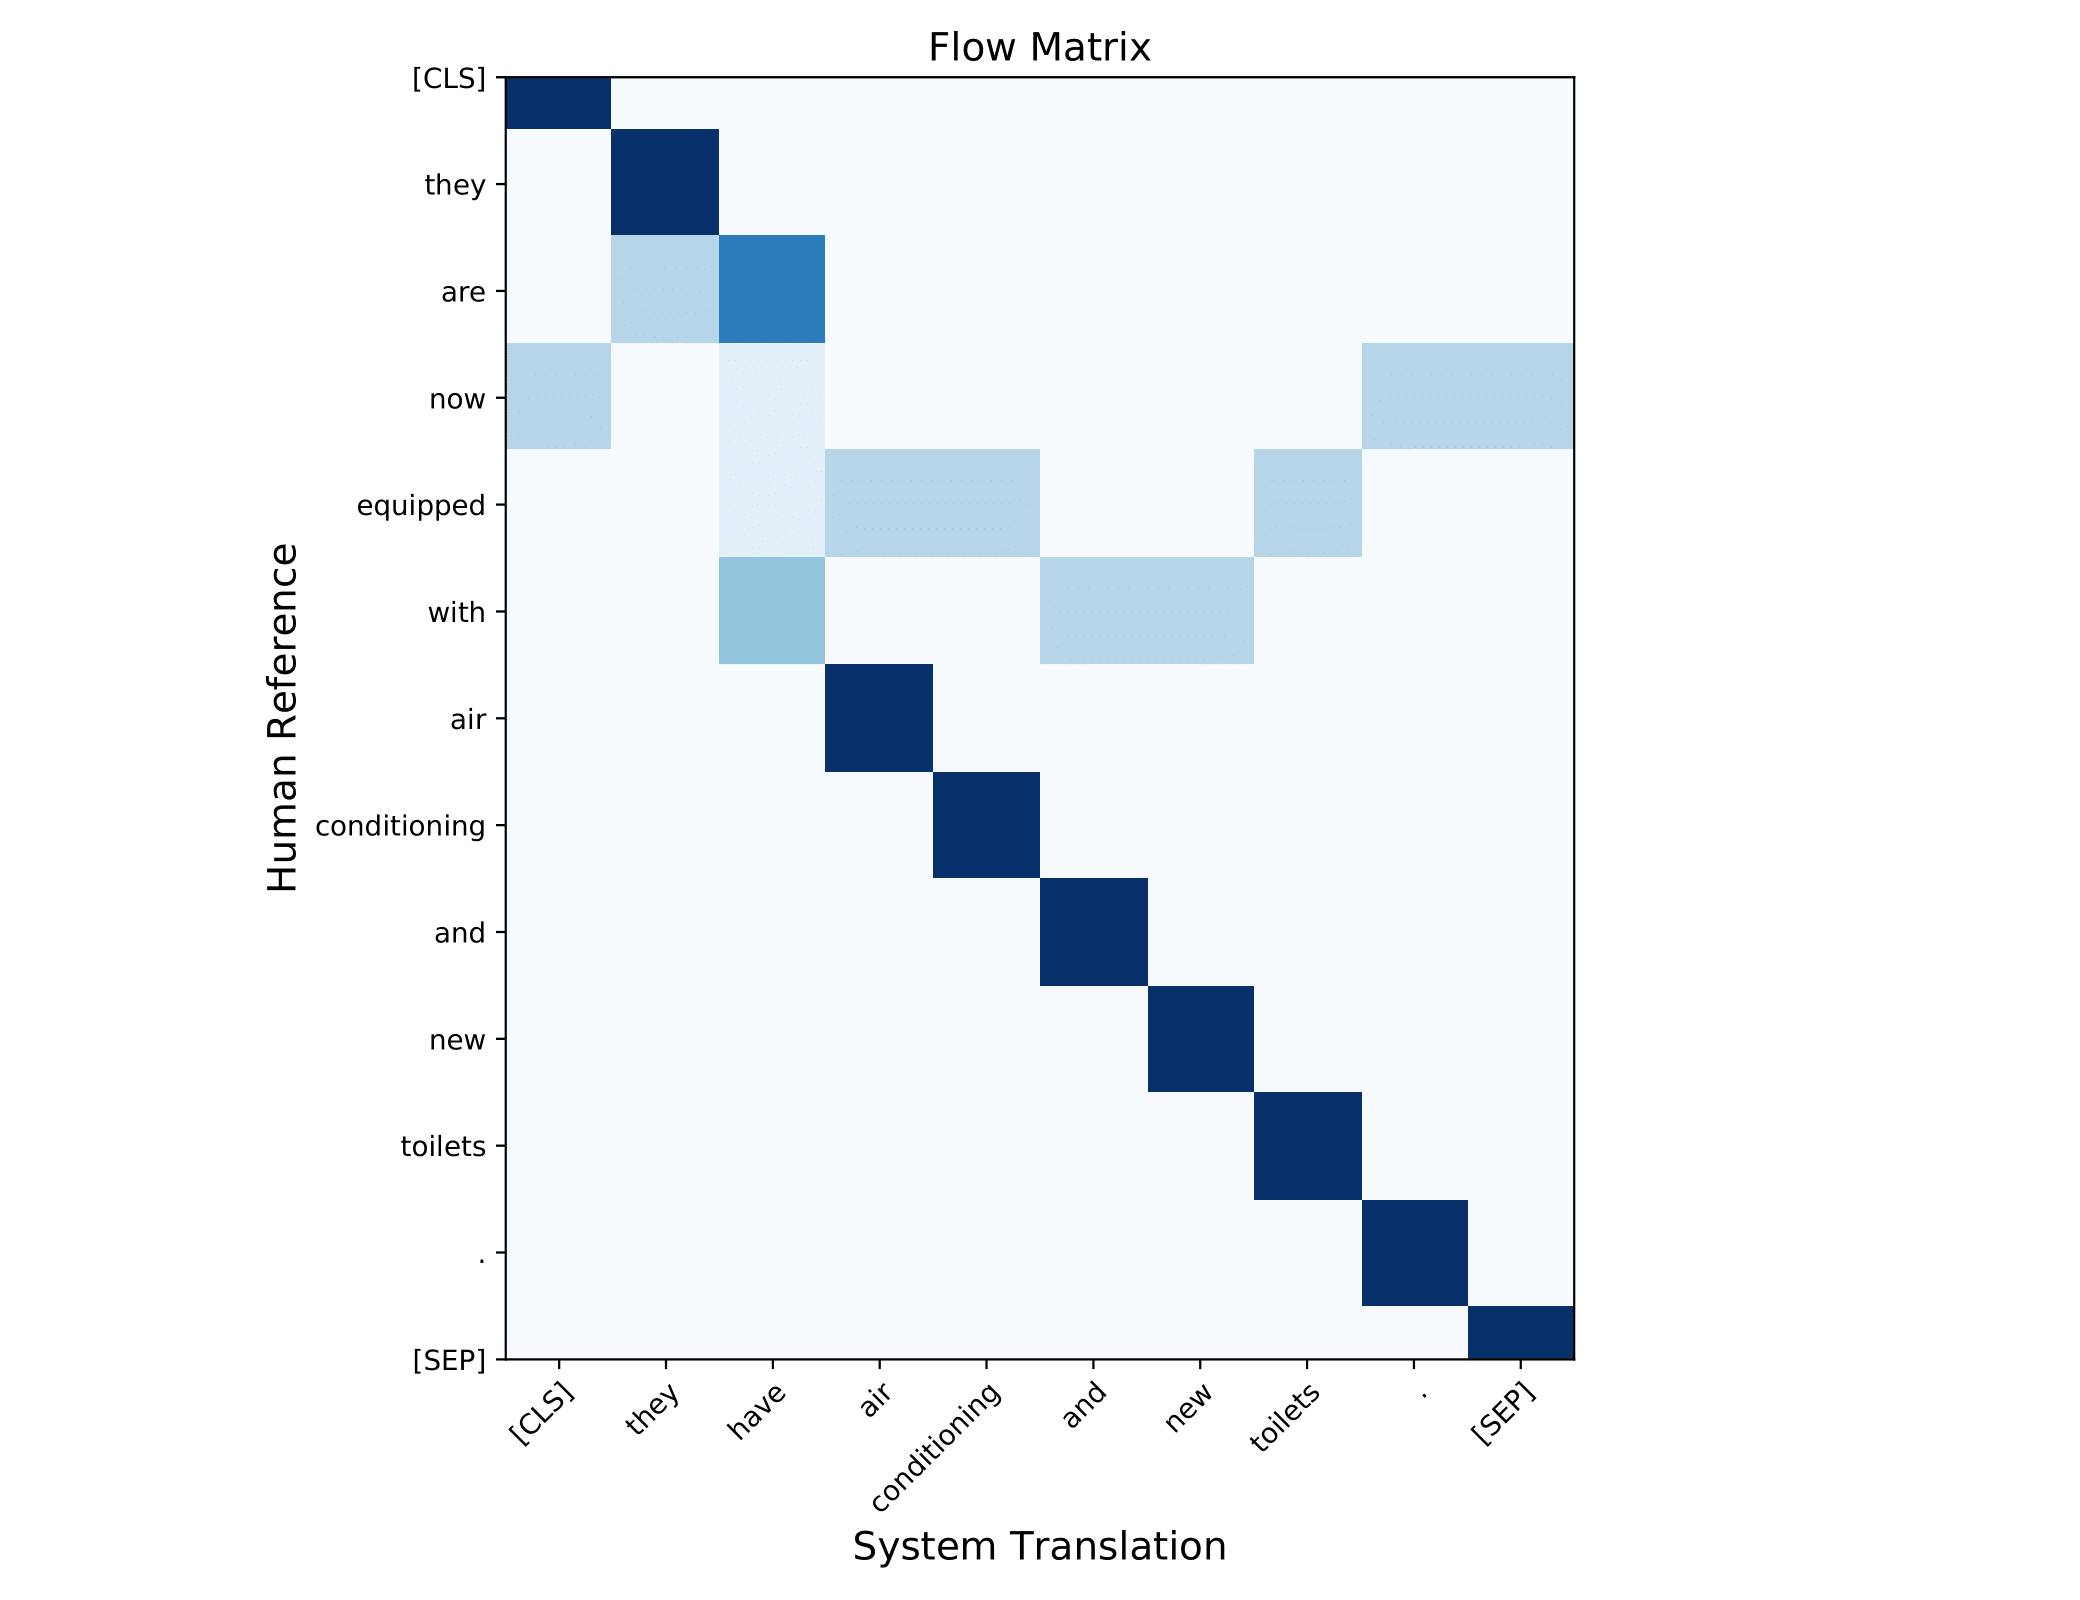 Flow Matrix
[CLS]
they
are
now
equipped
with
air
conditioning
and
new
toilets
.
[SEP]
Human Reference
[CLS]
they
have
air
conditioning
and
new
toilets
.
[SEP]
System Translation